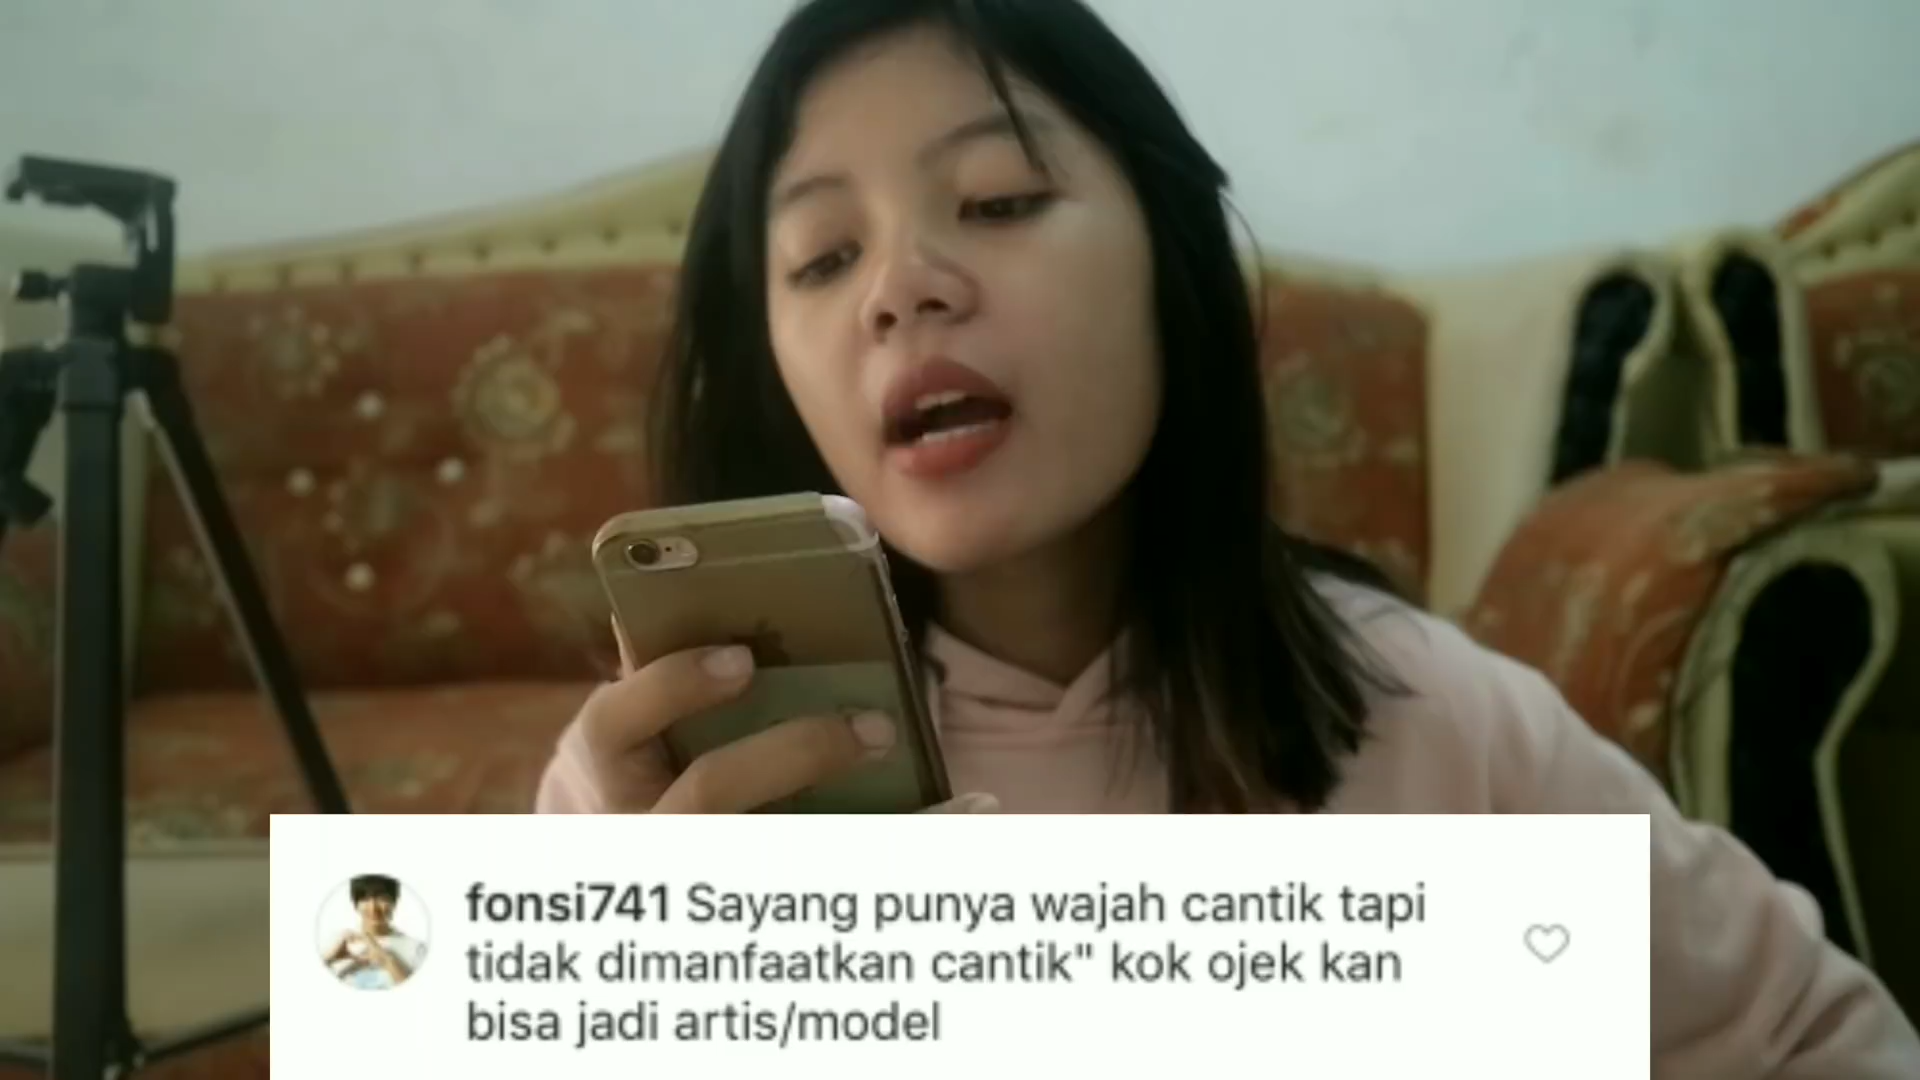 fonsi741 Sayang punya wajah cantik tapi
tidak dimanfaatkan cantik" kok ojek kan
bisa jadi artis/model